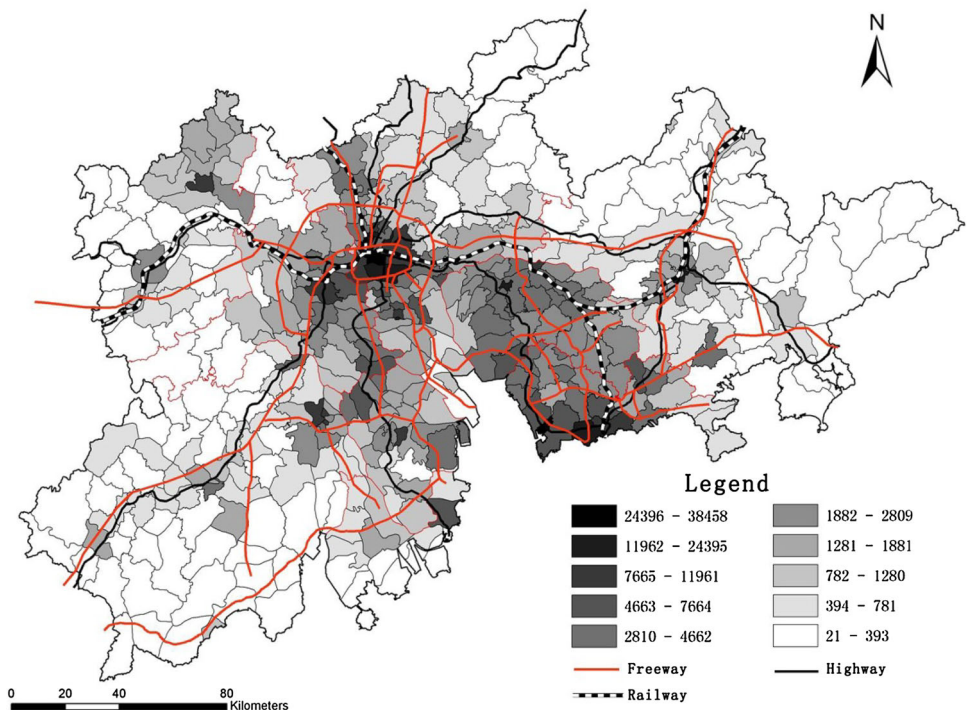 N
Legend
24396 - 38458
11962 - 24395
7665 - 11961
4663 - 7664
2810 - 4662
1882 - 2809
1281 - 1881
782 - 1280
394 - 781
21 - 393
Freeway
Highway
Railway
0 20 40 80
Kilometers